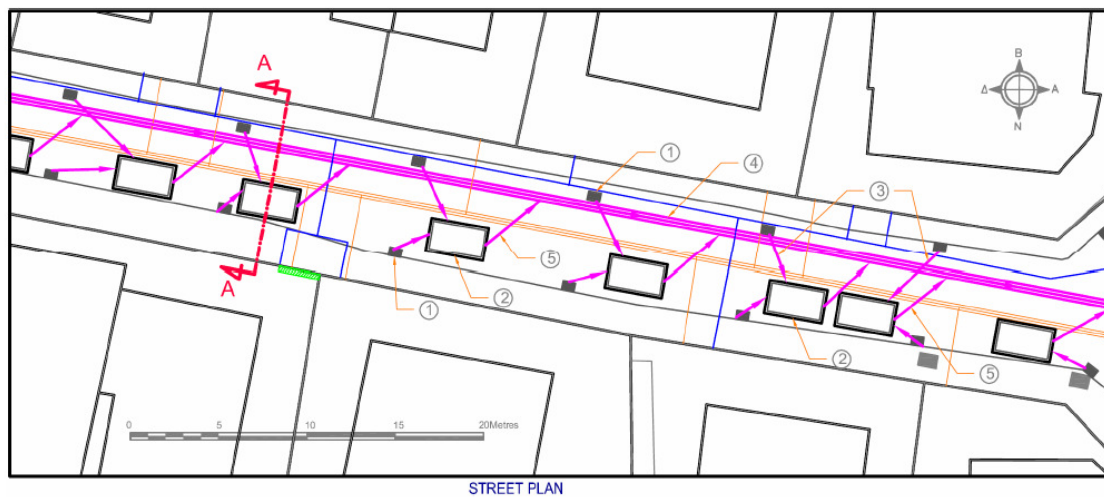 B
Δ A
N
A
①
④
③
⑤
①
②
②
⑤
A
0 5 10 15 20Metres
STREET PLAN